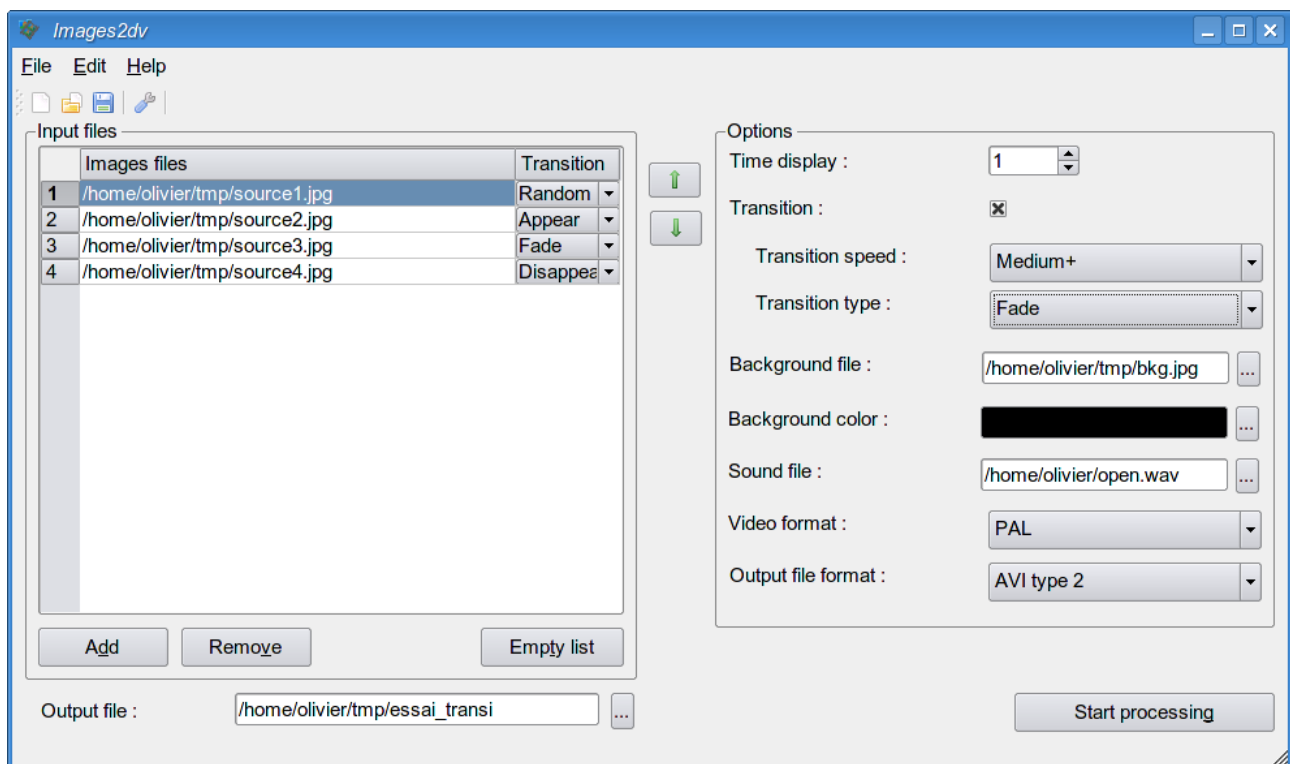 Images2dv
File Edit Help
Input files
Images files Transition
1 /home/olivier/tmp/source1.jpg Random
2 /home/olivier/tmp/source2.jpg Appear
3 /home/olivier/tmp/source3.jpg Fade
4 /home/olivier/tmp/source4.jpg Disappea
Add Remove Empty list
Output file : /home/olivier/tmp/essai_transi ...
Options
Time display : 1
Transition :
Transition speed : Medium+
Transition type : Fade
Background file : /home/olivier/tmp/bkg.jpg ...
Background color : ...
Sound file : /home/olivier/open.wav ...
Video format : PAL
Output file format : AVI type 2
Start processing